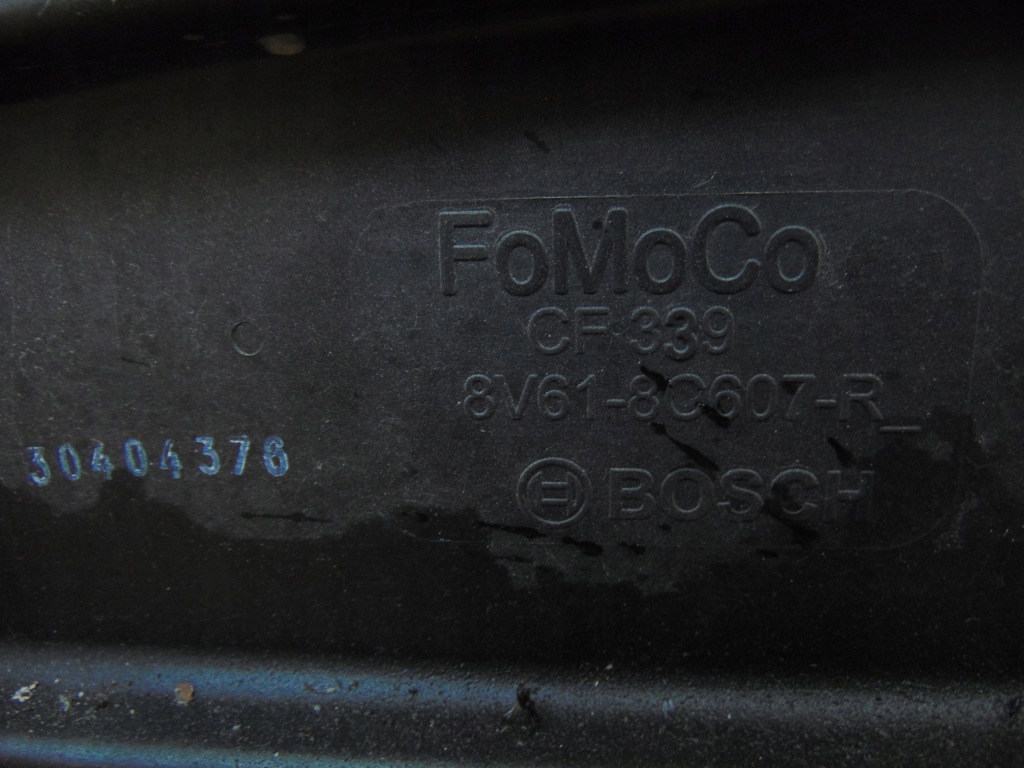 FoMoCo
CF 339
8V61-8C607-R_
30404376
BOSCH